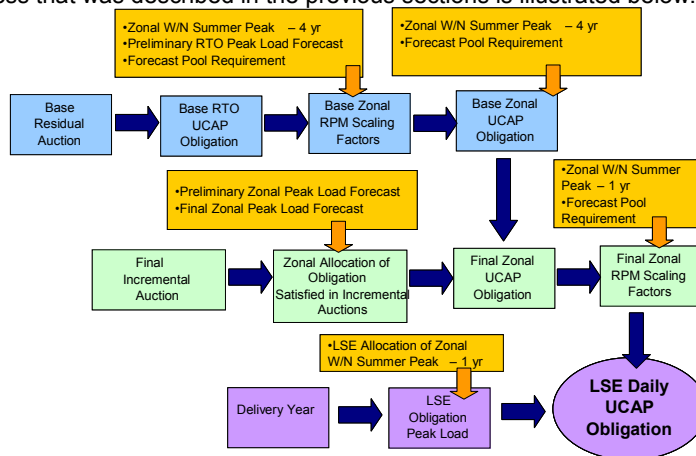 ses that was described in the previous sections is illustrated below.
•Zonal W/N Summer Peak – 4 yr
•Preliminary RTO Peak Load Forecast
•Forecast Pool Requirement
•Zonal W/N Summer Peak – 4 yr
•Forecast Pool Requirement
Base
Residual
Auction
Base RTO
UCAP
Obligation
Base Zonal
RPM Scaling
Factors
Base Zonal
UCAP
Obligation
•Preliminary Zonal Peak Load Forecast
•Final Zonal Peak Load Forecast
•Zonal W/N Summer
Peak – 1 yr
•Forecast Pool
Requirement
Final
Incremental
Auction
Zonal Allocation of
Obligation
Satisfied in Incremental
Auctions
Final Zonal
UCAP
Obligation
Final Zonal
RPM Scaling
Factors
•LSE Allocation of Zonal
W/N Summer Peak – 1 yr
Delivery Year
LSE
Obligation
Peak Load
LSE Daily
UCAP
Obligation